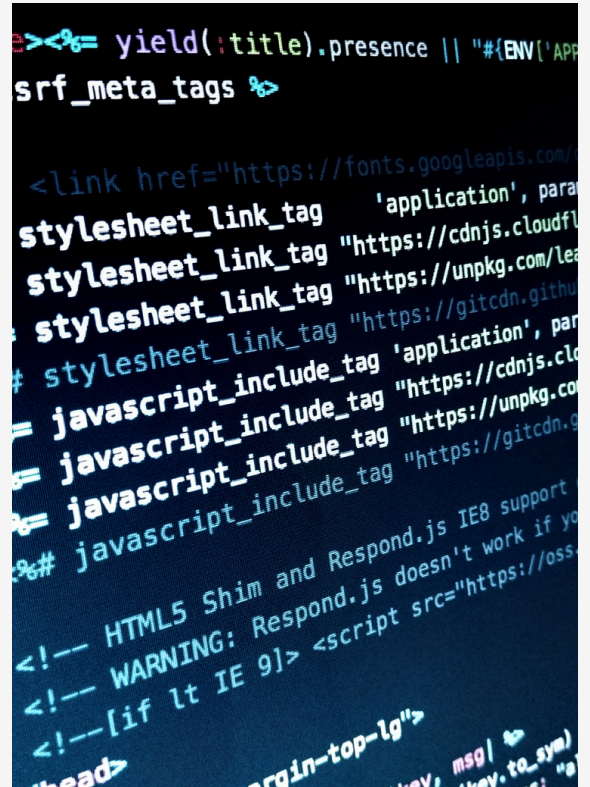 e><%= yield(:title).presence || "#{ENV['APP
srf_meta_tags %>
<link href="https://fonts.googleapis.com/
stylesheet_link_tag 'application', para
stylesheet_link_tag "https://cdnjs.cloudfl
= stylesheet_link_tag "https://unpkg.com/lea
# stylesheet_link_tag "https://gitcdn.githu
= javascript_include_tag 'application', par
%= javascript_include_tag "https://cdnjs.clo
%= javascript_include_tag "https://unpkg.co
<%# javascript_include_tag "https://gitcdn.g
<!-- HTML5 Shim and Respond.js IE8 support
<!-- WARNING: Respond.js doesn't work if yo
<!--[if lt IE 9]> <script src="https://oss.
head>
rgin-top-lg">
key, msg| %>
(key.to_sym)